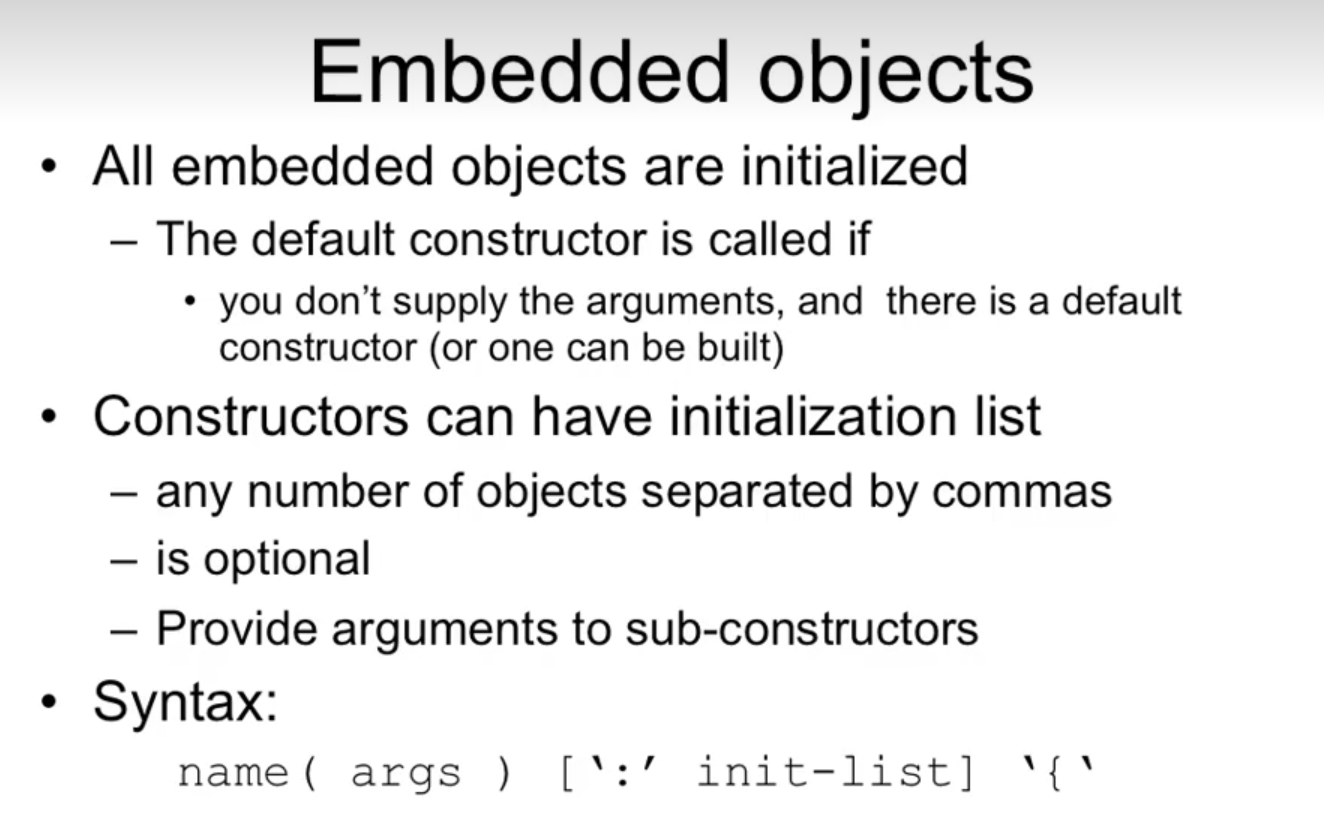 Embedded objects
• All embedded objects are initialized
– The default constructor is called if
• you don’t supply the arguments, and  there is a default
constructor (or one can be built)
• Constructors can have initialization list
– any number of objects separated by commas
– is optional
– Provide arguments to sub-constructors
• Syntax:
name( args ) [‘:’ init-list] ‘{‘